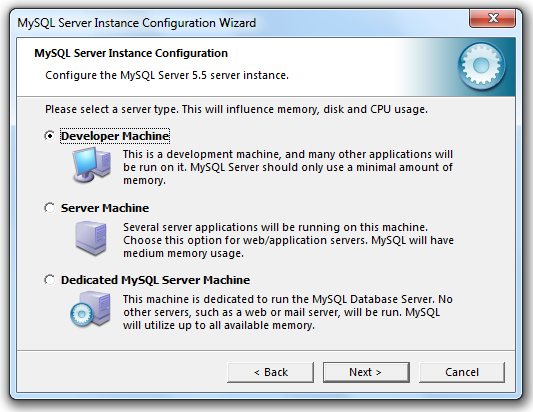 MySQL Server Instance Configuration Wizard
MySQL Server Instance Configuration
Configure the MySQL Server 5.5 server instance.
Please select a server type. This will influence memory, disk and CPU usage.
Developer Machine
This is a development machine, and many other applications will
be run on it. MySQL Server should only use a minimal amount of
memory.
Server Machine
Several server applications will be running on this machine.
Choose this option for web/application servers. MySQL will have
medium memory usage.
Dedicated MySQL Server Machine
This machine is dedicated to run the MySQL Database Server. No
other servers, such as a web or mail server, will be run. MySQL
will utilize up to all available memory.
< Back
Next >
Cancel